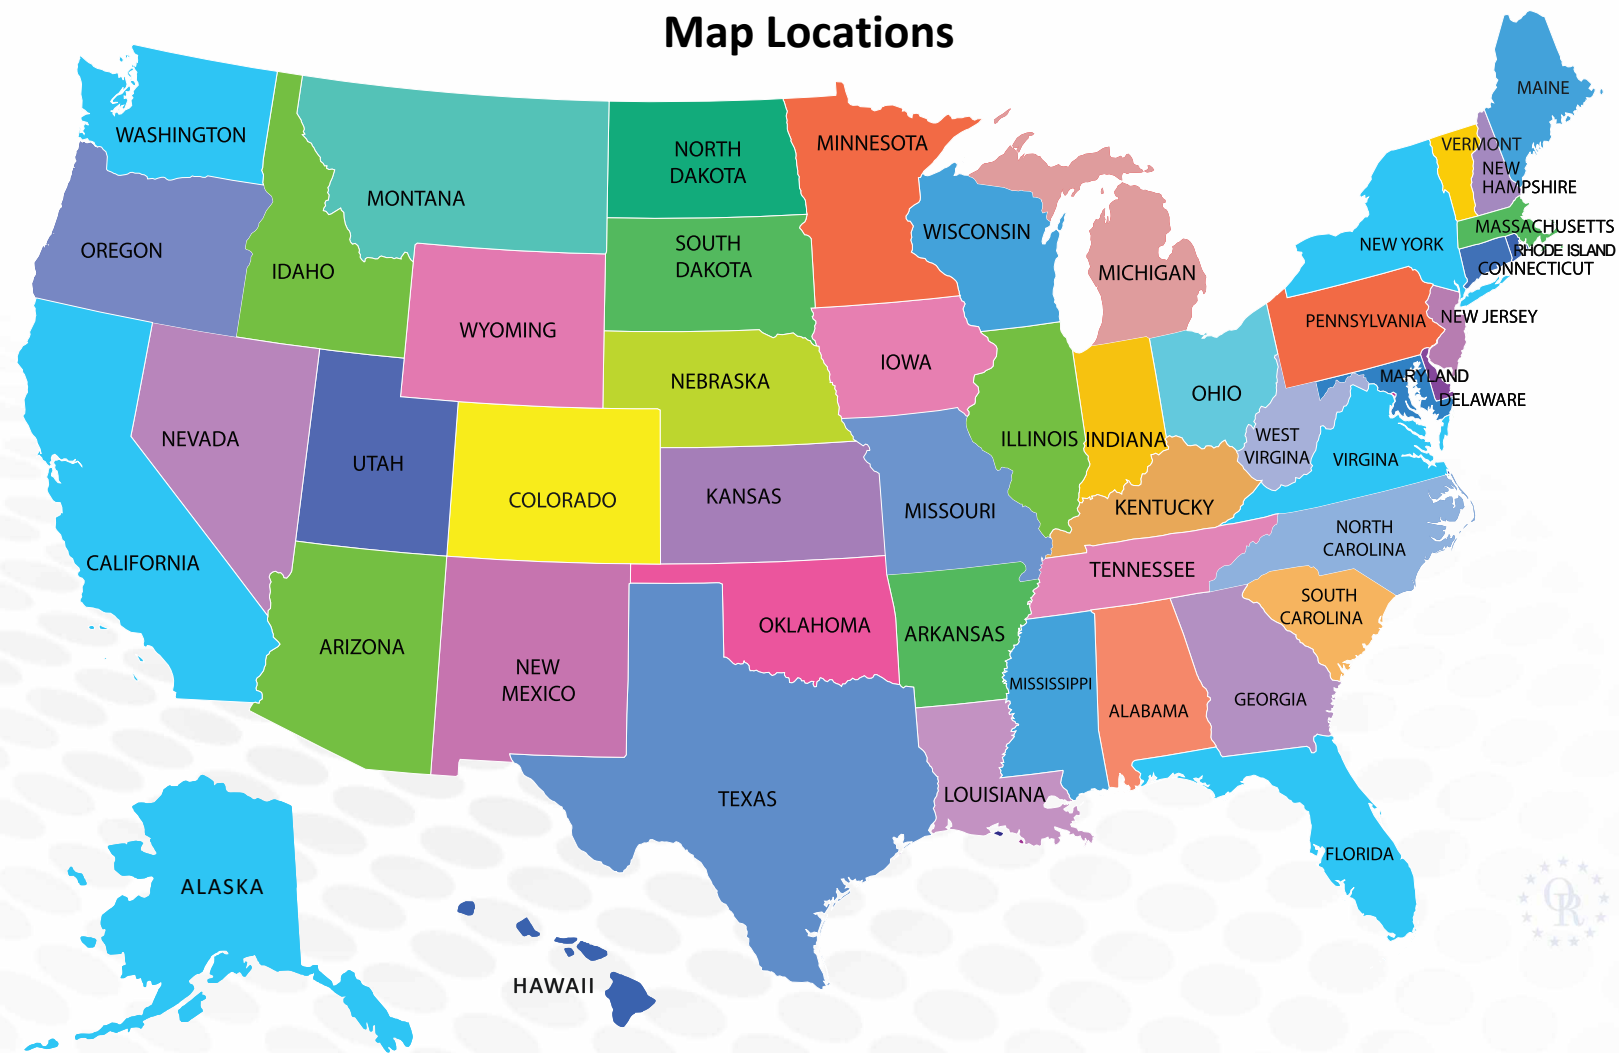 Map Locations
WASHINGTON
OREGON
CALIFORNIA
NEVADA
IDAHO
MONTANA
WYOMING
UTAH
COLORADO
ARIZONA
NEW
MEXICO
NORTH
DAKOTA
SOUTH
DAKOTA
NEBRASKA
KANSAS
OKLAHOMA
TEXAS
MINNESOTA
IOWA
MISSOURI
ARKANSAS
LOUISIANA
WISCONSIN
ILLINOIS
MICHIGAN
INDIANA
OHIO
KENTUCKY
TENNESSEE
MISSISSIPPI
ALABAMA
GEORGIA
FLORIDA
SOUTH
CAROLINA
NORTH
CAROLINA
VIRGINA
WEST
VIRGINA
MARYLAND
DELAWARE
PENNSYLVANIA
NEW JERSEY
NEW YORK
CONNECTICUT
RHODE ISLAND
MASSACHUSETTS
VERMONT
NEW
HAMPSHIRE
MAINE
ALASKA
HAWAII
OR